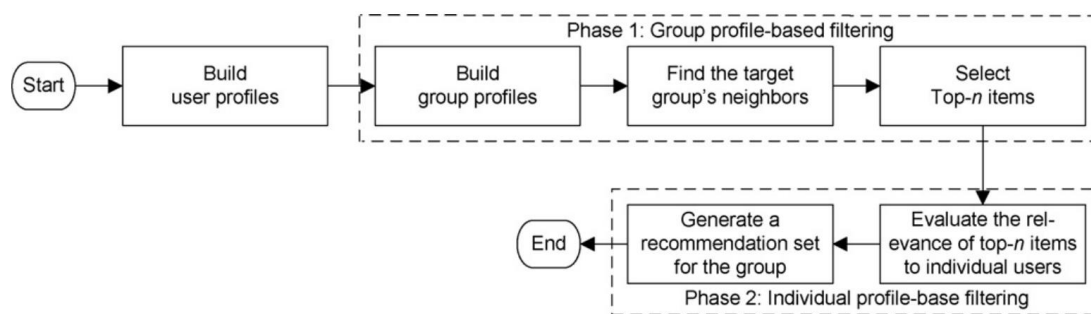 Phase 1: Group profile-based filtering
Start
Build
user profiles
Build
group profiles
Find the target
group's neighbors
Select
Top-n items
End
Generate a
recommendation set
for the group
Evaluate the rel-
evance of top-n items
to individual users
Phase 2: Individual profile-base filtering